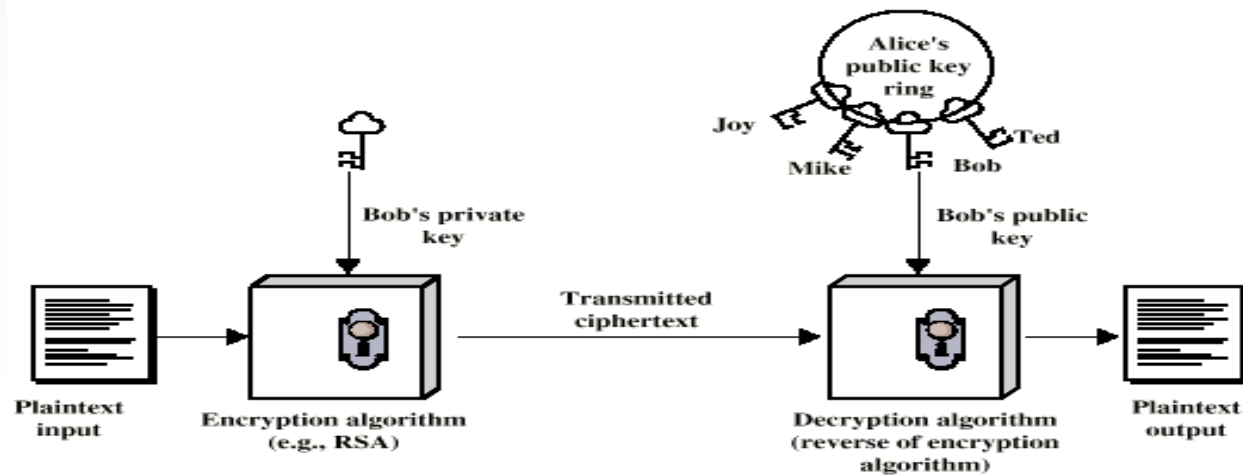 Alice's
public key
ring
Joy
Mike
Bob
Ted
Bob's private
key
Bob's public
key
Transmitted
ciphertext
Plaintext
input
Encryption algorithm
(e.g., RSA)
Decryption algorithm
(reverse of encryption
algorithm)
Plaintext
output